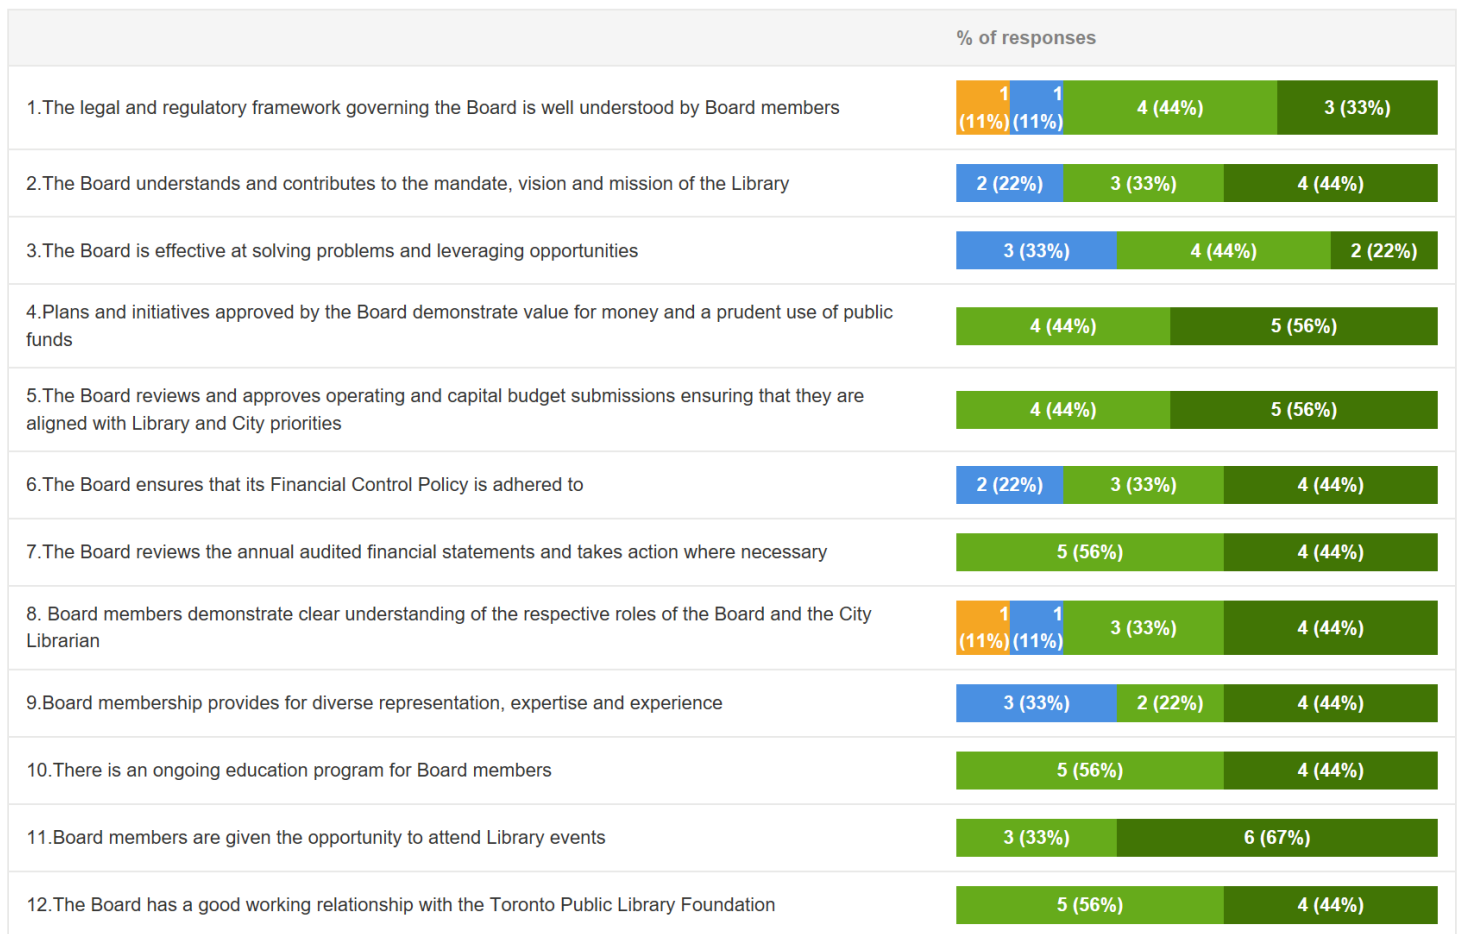 % of responses
1.The legal and regulatory framework governing the Board is well understood by Board members
1
(11%)
1
(11%)
4 (44%)
3 (33%)
2.The Board understands and contributes to the mandate, vision and mission of the Library
2 (22%)
3 (33%)
4 (44%)
3.The Board is effective at solving problems and leveraging opportunities
3 (33%)
4 (44%)
2 (22%)
4.Plans and initiatives approved by the Board demonstrate value for money and a prudent use of public
funds
4 (44%)
5 (56%)
5.The Board reviews and approves operating and capital budget submissions ensuring that they are
aligned with Library and City priorities
4 (44%)
5 (56%)
6.The Board ensures that its Financial Control Policy is adhered to
2 (22%)
3 (33%)
4 (44%)
7.The Board reviews the annual audited financial statements and takes action where necessary
5 (56%)
4 (44%)
8. Board members demonstrate clear understanding of the respective roles of the Board and the City
Librarian
1
(11%)
1
(11%)
3 (33%)
4 (44%)
9.Board membership provides for diverse representation, expertise and experience
3 (33%)
2 (22%)
4 (44%)
10.There is an ongoing education program for Board members
5 (56%)
4 (44%)
11.Board members are given the opportunity to attend Library events
3 (33%)
6 (67%)
12.The Board has a good working relationship with the Toronto Public Library Foundation
5 (56%)
4 (44%)